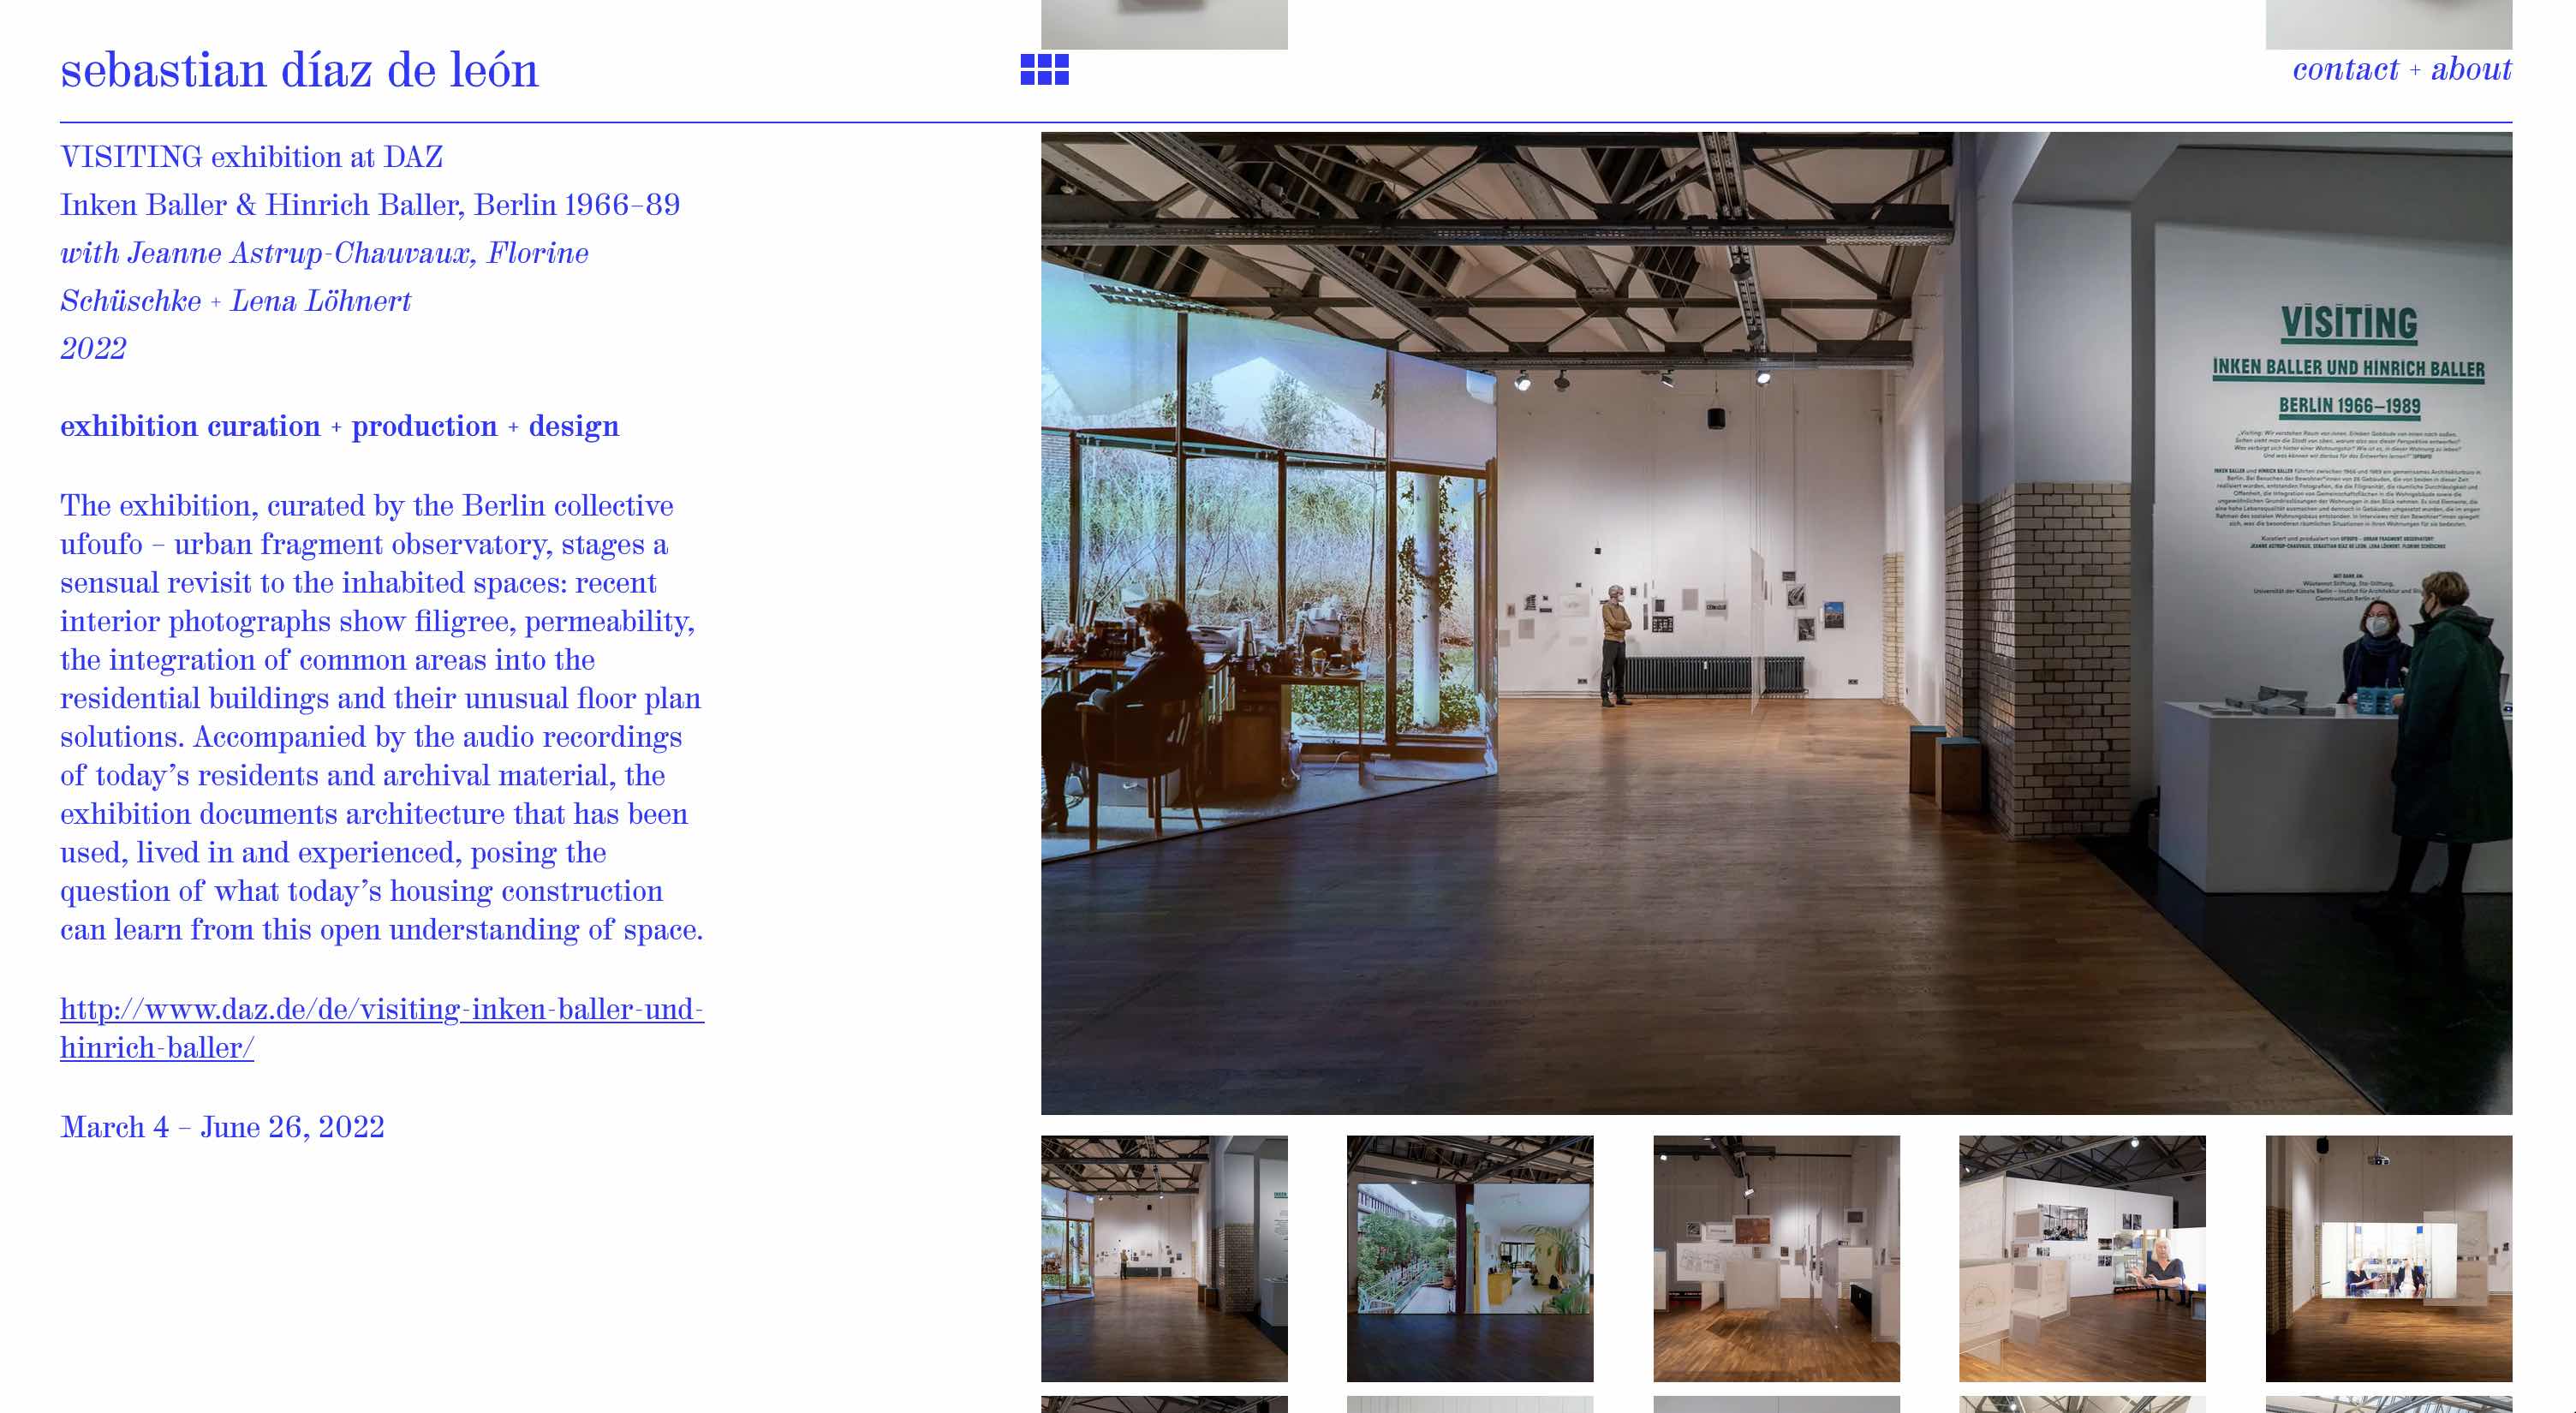 sebastian díaz de león
contact + about
VISITING exhibition at DAZ
Inken Baller & Hinrich Baller, Berlin 1966–89
with Jeanne Astrup-Chauvaux, Florine
Schüschke + Lena Löhnert
2022
exhibition curation + production + design
The exhibition, curated by the Berlin collective
ufoufo – urban fragment observatory, stages a
sensual revisit to the inhabited spaces: recent
interior photographs show filigree, permeability,
the integration of common areas into the
residential buildings and their unusual floor plan
solutions. Accompanied by the audio recordings
of today’s residents and archival material, the
exhibition documents architecture that has been
used, lived in and experienced, posing the
question of what today’s housing construction
can learn from this open understanding of space.
http://www.daz.de/de/visiting-inken-baller-und-
hinrich-baller/
March 4 – June 26, 2022
VISITING
INKEN BALLER UND HINRICH BALLER
BERLIN 1966–1989